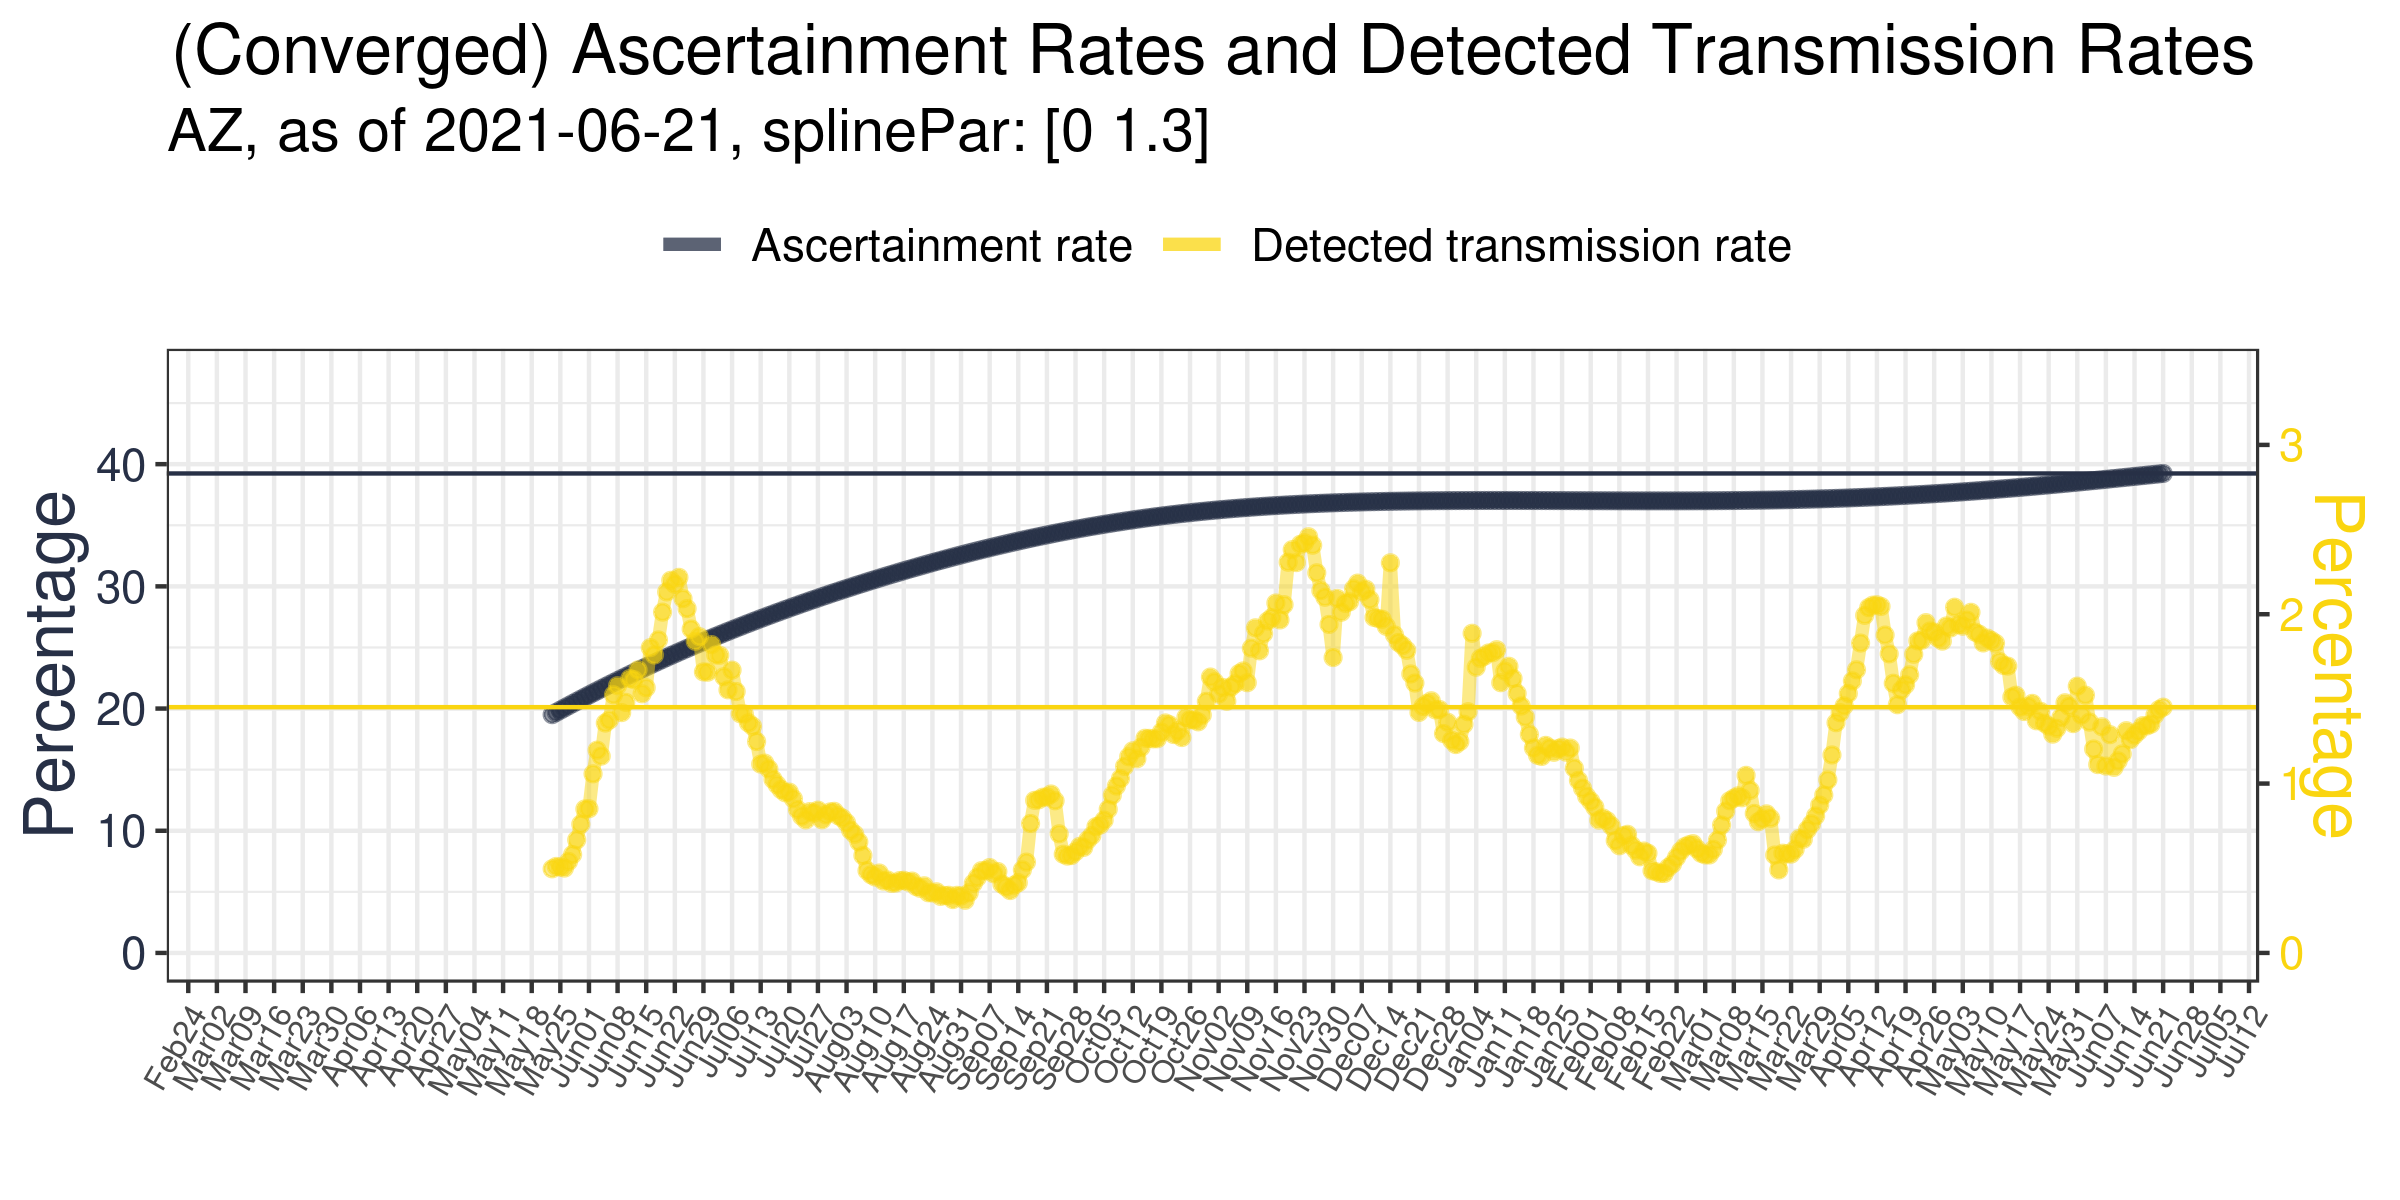 (Converged) Ascertainment Rates and Detected Transmission Rates
AZ, as of 2021-06-21, splinePar: [0 1.3]
Ascertainment rate Detected transmission rate
Percentage
40
30
20
10
0
3
2
1
0
Percentage
Feb24 Mar02 Mar09 Mar16 Mar23 Mar30 Apr06 Apr13 Apr20 Apr27 May04 May11 May18 May25 Jun01 Jun08 Jun15 Jun22 Jun29 Jul06 Jul13 Jul20 Jul27 Aug03 Aug10 Aug17 Aug24 Aug31 Sep07 Sep14 Sep21 Sep28 Oct05 Oct12 Oct19 Oct26 Nov02 Nov09 Nov16 Nov23 Nov30 Dec07 Dec14 Dec21 Dec28 Jan04 Jan11 Jan18 Jan25 Feb01 Feb08 Feb15 Feb22 Mar01 Mar08 Mar15 Mar22 Mar29 Apr05 Apr12 Apr19 Apr26 May03 May10 May17 May24 May31 Jun07 Jun14 Jun21 Jun28 Jul05 Jul12